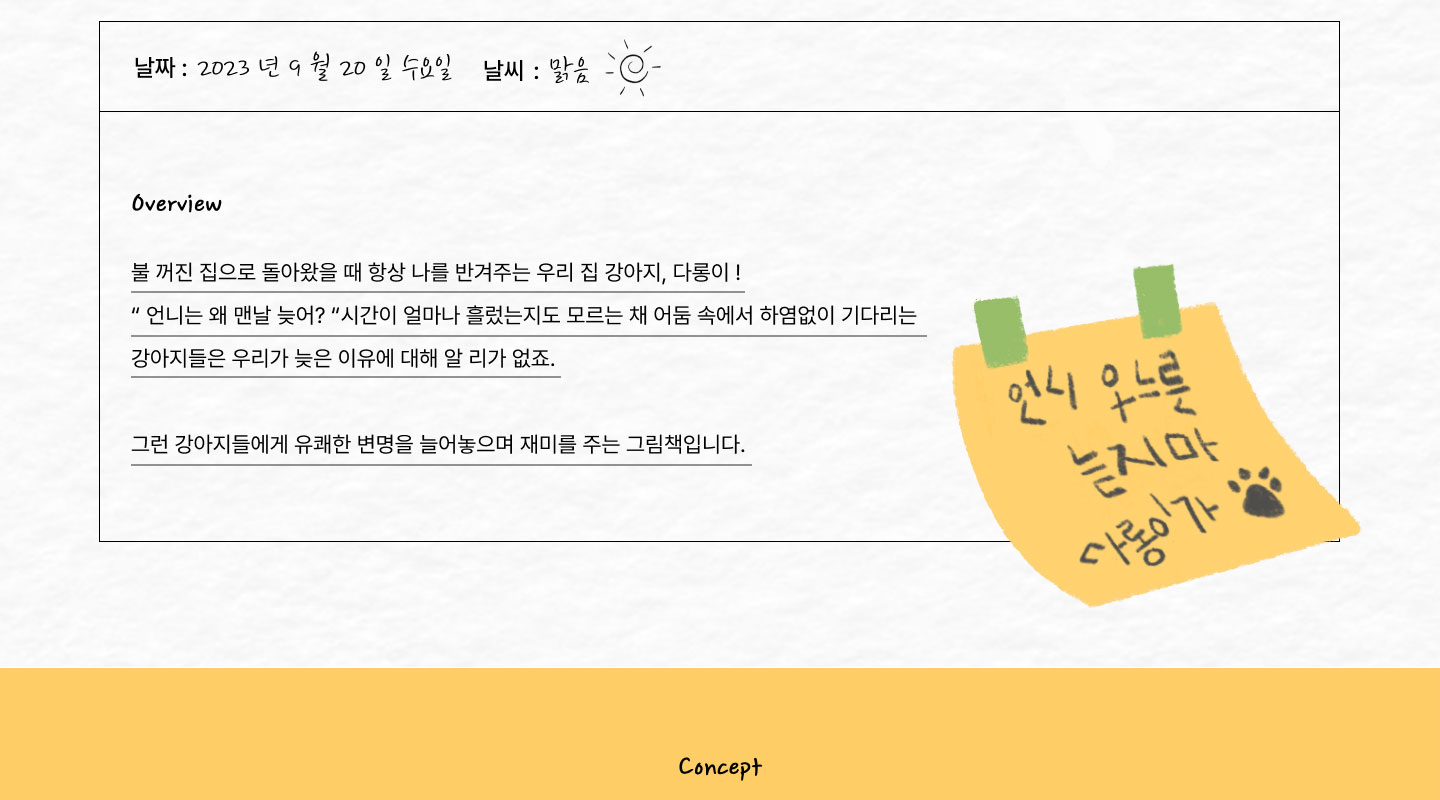 날짜 : 2023 년 9 월 20 일 수요일 날씨 : 맑음
Overview
불 꺼진 집으로 돌아왔을 때 항상 나를 반겨주는 우리 집 강아지, 다롱이 !
“ 언니는 왜 맨날 늦어? ”시간이 얼마나 흘렀는지도 모르는 채 어둠 속에서 하염없이 기다리는
강아지들은 우리가 늦은 이유에 대해 알 리가 없죠.
그런 강아지들에게 유쾌한 변명을 늘어놓으며 재미를 주는 그림책입니다.
언니
늗지마
다롱이가
Concept